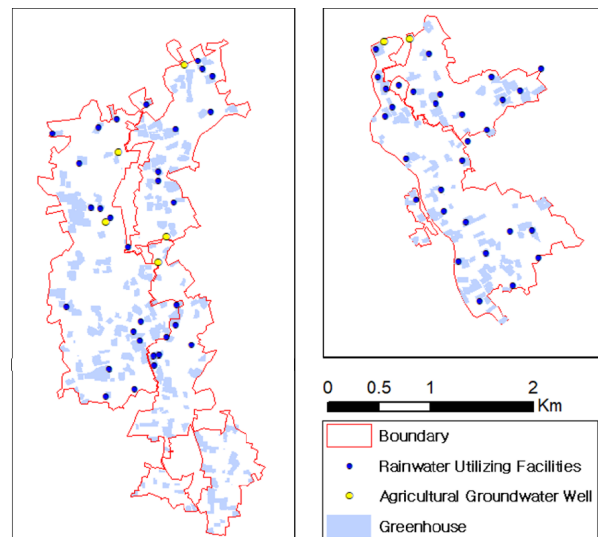 0 0.5 1 2
Km
Boundary
Rainwater Utilizing Facilities
Agricultural Groundwater Well
Greenhouse